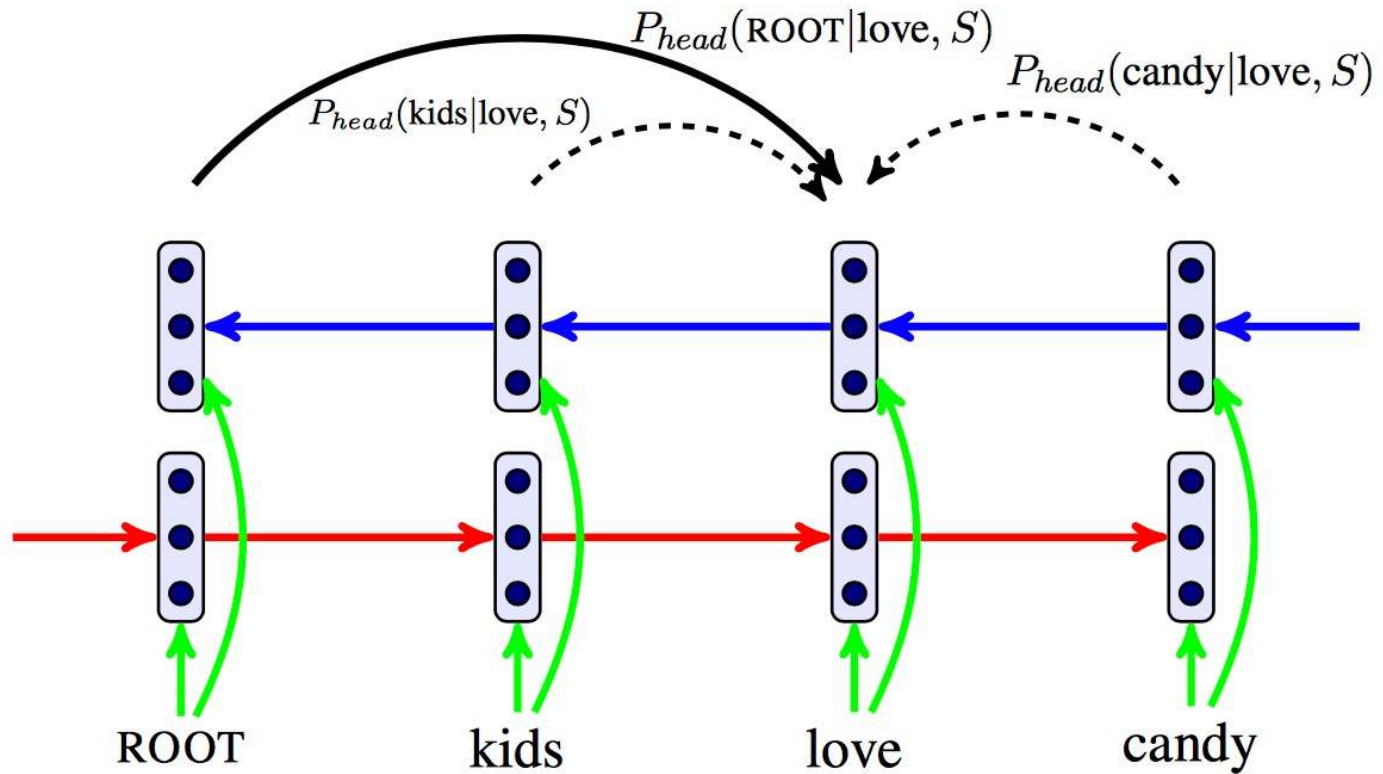 P_head(ROOT|love, S)
P_head(candy|love, S)
P_head(kids|love, S)
ROOT kids love candy